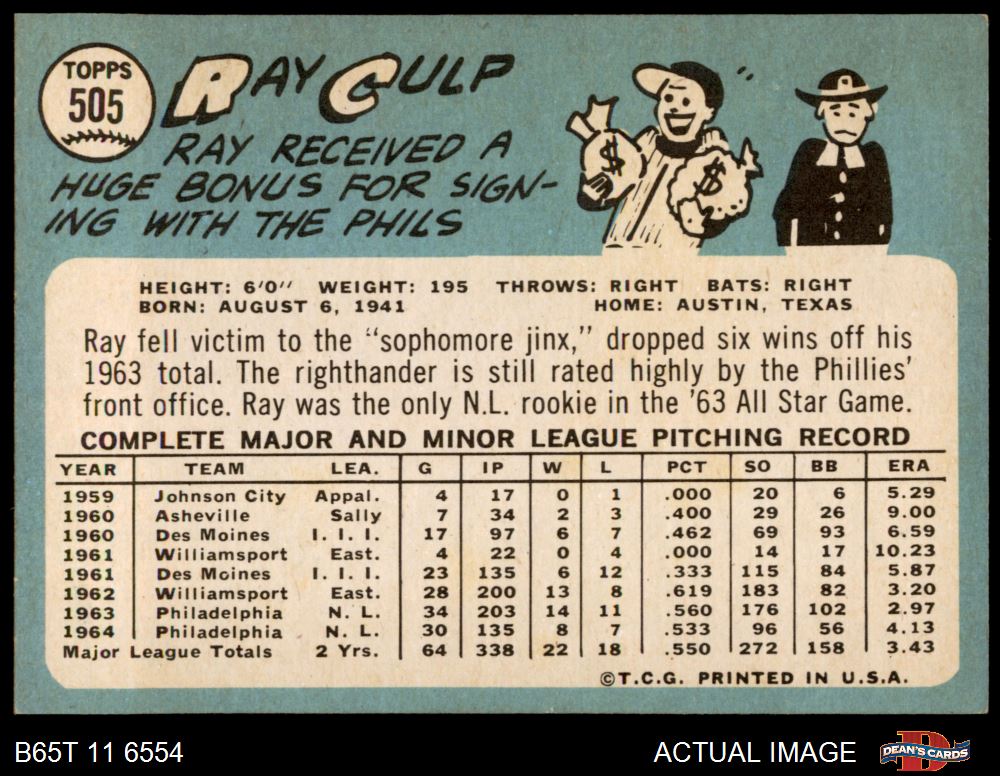 TOPPS
505
RAY CULP
RAY RECEIVED A
HUGE BONUS FOR SIGN-
ING WITH THE PHILS
$ $
HEIGHT: 6'0" WEIGHT: 195 THROWS: RIGHT BATS: RIGHT
BORN: AUGUST 6, 1941 HOME: AUSTIN, TEXAS
Ray fell victim to the "sophomore jinx," dropped six wins off his
1963 total. The righthander is still rated highly by the Phillies'
front office. Ray was the only N.L. rookie in the '63 All Star Game.
COMPLETE MAJOR AND MINOR LEAGUE PITCHING RECORD
YEAR TEAM LEA. G IP W L PCT SO BB ERA
1959 Johnson City Appal. 4 17 0 1 .000 20 6 5.29
1960 Asheville Sally 7 34 2 3 .400 29 26 9.00
1960 Des Moines I. I. I. 17 97 6 7 .462 69 93 6.59
1961 Williamsport East. 4 22 0 4 .000 14 17 10.23
1961 Des Moines I. I. I. 23 135 6 12 .333 115 84 5.87
1962 Williamsport East. 28 200 13 8 .619 183 82 3.20
1963 Philadelphia N. L. 34 203 14 11 .560 176 102 2.97
1964 Philadelphia N. L. 30 135 8 7 .533 96 56 4.13
Major League Totals 2 Yrs. 64 338 22 18 .550 272 158 3.43
©T.C.G. PRINTED IN U.S.A.
B65T 11 6554 ACTUAL IMAGE DEAN'S CARDS